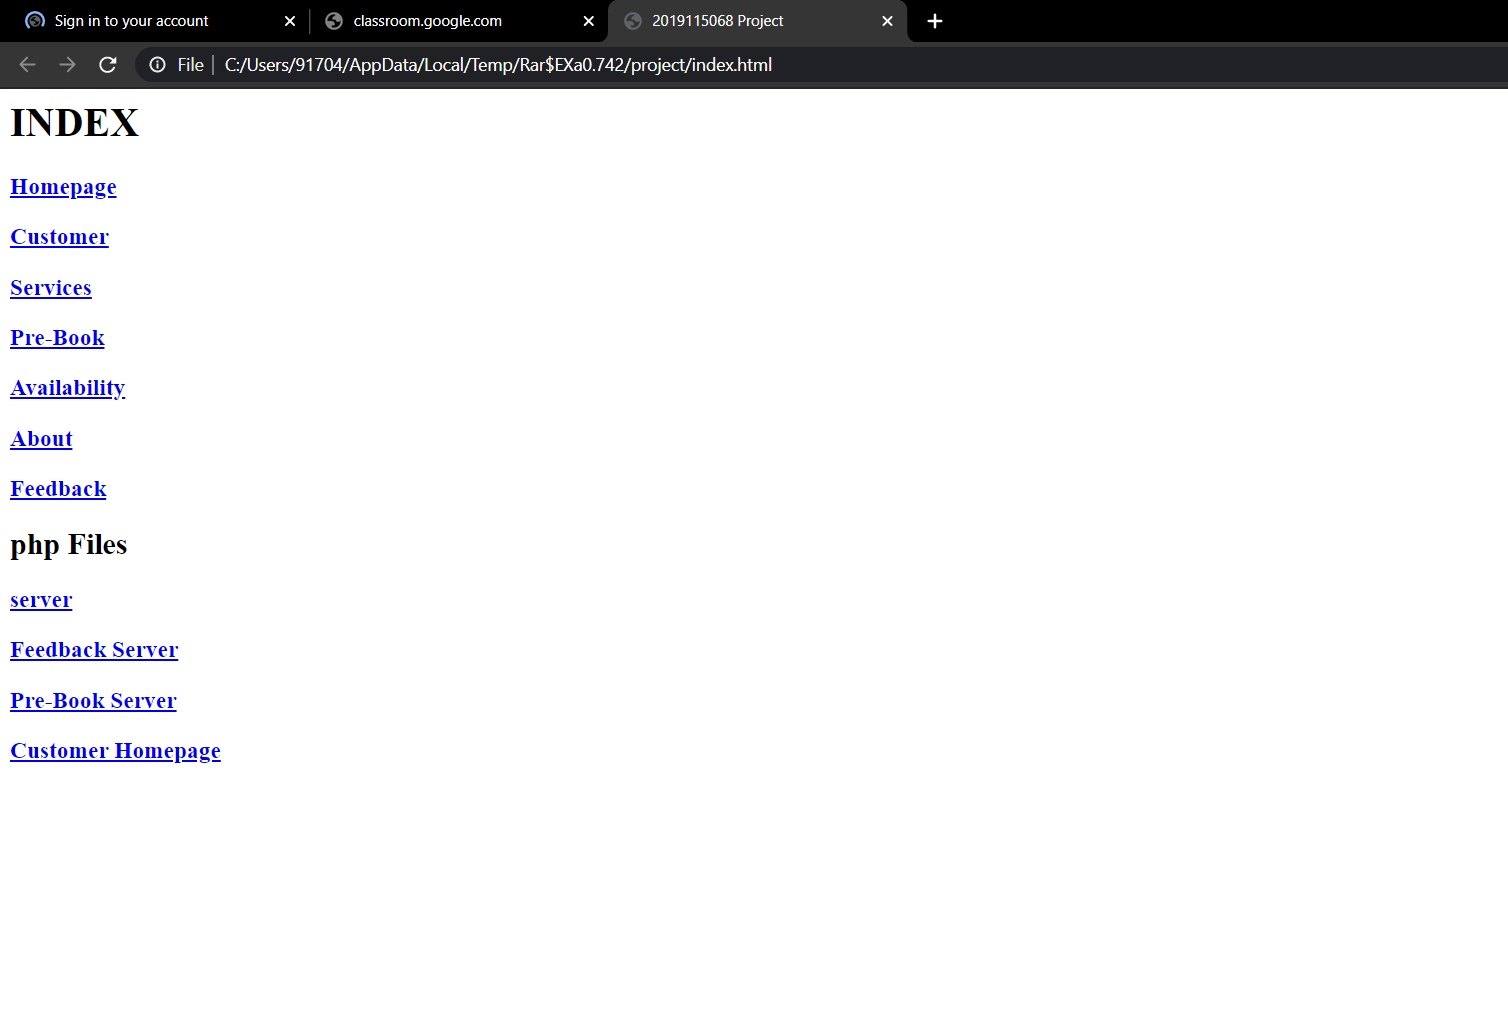 Sign in to your account
classroom.google.com
2019115068 Project
File
C:/Users/91704/AppData/Local/Temp/Rar$EXa0.742/project/index.html
INDEX
Homepage
Customer
Services
Pre-Book
Availability
About
Feedback
php Files
server
Feedback Server
Pre-Book Server
Customer Homepage